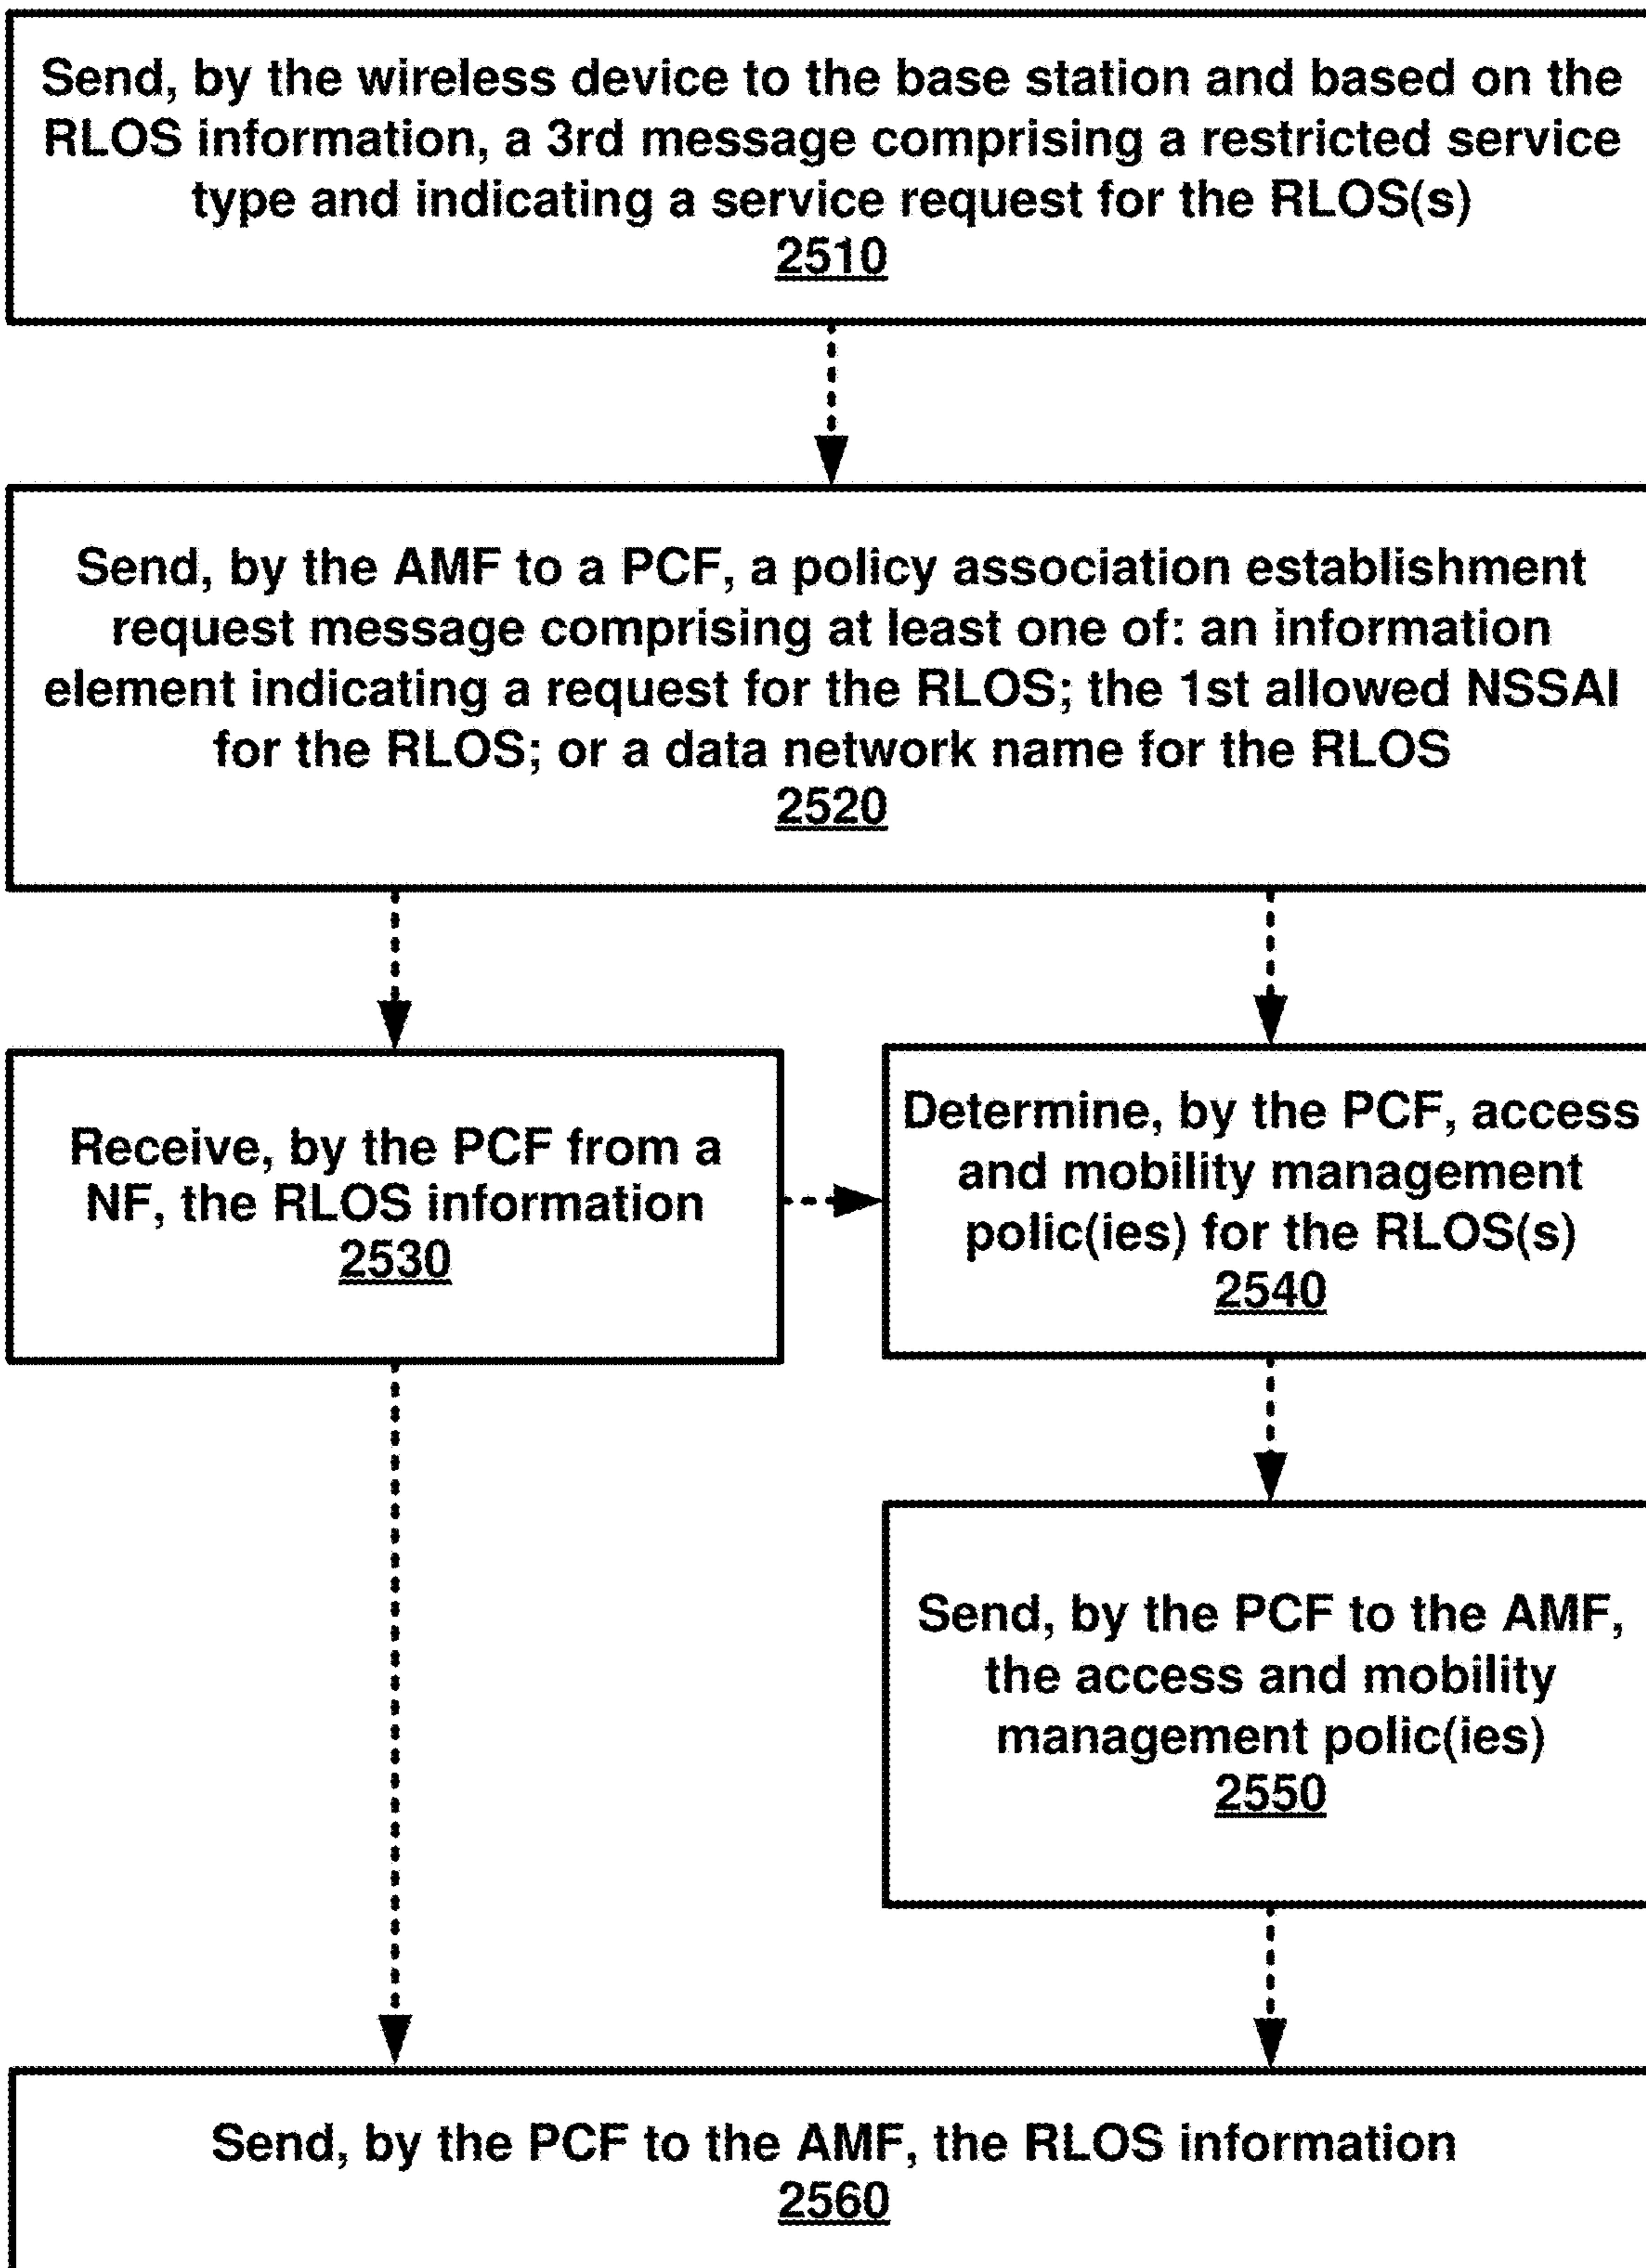 Send, by the wireless device to the base station and based on the
RLOS information, a 3rd message comprising a restricted service
type and indicating a service request for the RLOS(s)
2510
Send, by the AMF to a PCF, a policy association establishment
request message comprising at least one of: an information
element indicating a request for the RLOS; the 1st allowed NSSAI
for the RLOS; or a data network name for the RLOS
2520
Receive, by the PCF from a
NF, the RLOS information
2530
Determine, by the PCF, access
and mobility management
polic(ies) for the RLOS(s)
2540
Send, by the PCF to the AMF,
the access and mobility
management polic(ies)
2550
Send, by the PCF to the AMF, the RLOS information
2560